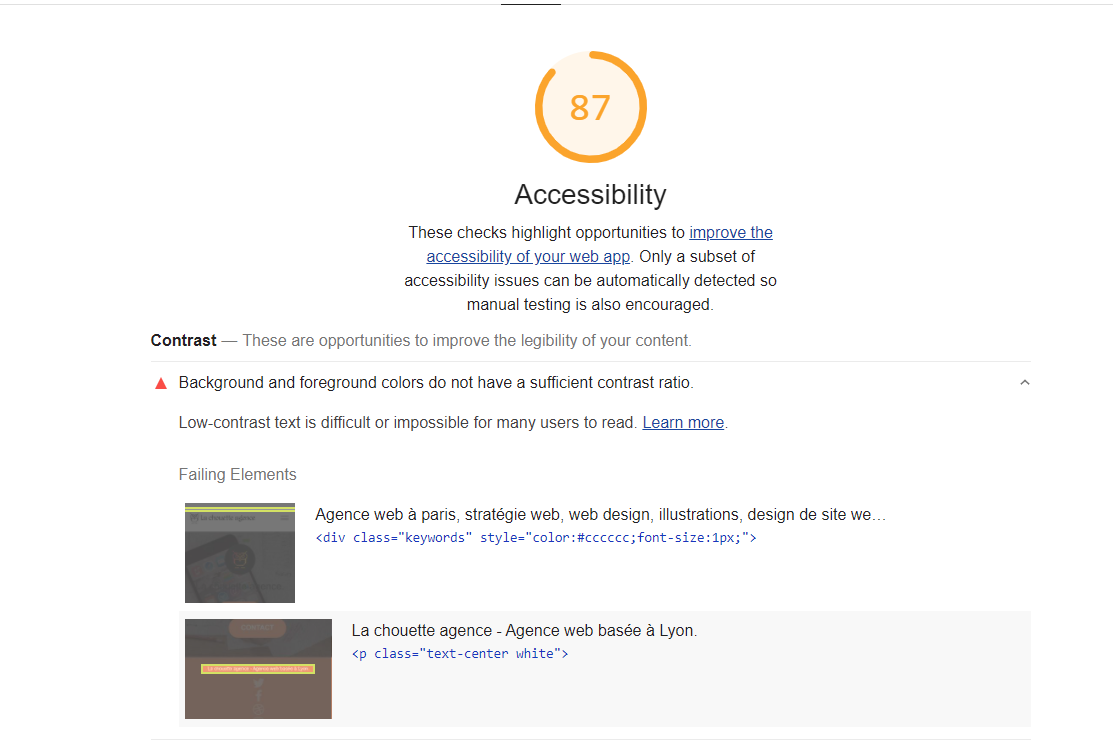 87
Accessibility
These checks highlight opportunities to improve the
accessibility of your web app. Only a subset of
accessibility issues can be automatically detected so
manual testing is also encouraged.
Contrast — These are opportunities to improve the legibility of your content.
Background and foreground colors do not have a sufficient contrast ratio.
Low-contrast text is difficult or impossible for many users to read. Learn more.
Failing Elements
La chouette agence
Agence web à paris, stratégie web, web design, illustrations, design de site we…
<div class="keywords" style="color:#cccccc;font-size:1px;">
CONTACT
La chouette agence - Agence web basée à Lyon.
La chouette agence - Agence web basée à Lyon.
<p class="text-center white">